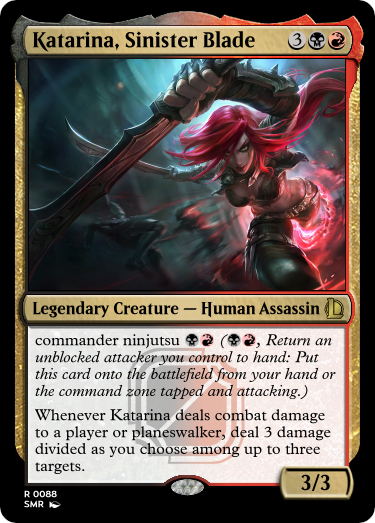 Katarina, Sinister Blade 3
Legendary Creature — Human Assassin
commander ninjutsu (, Return an
unblocked attacker you control to hand: Put
this card onto the battlefield from your hand or
the command zone tapped and attacking.)
Whenever Katarina deals combat damage
to a player or planeswalker, deal 3 damage
divided as you choose among up to three
targets.
3/3
R 0088
SMR